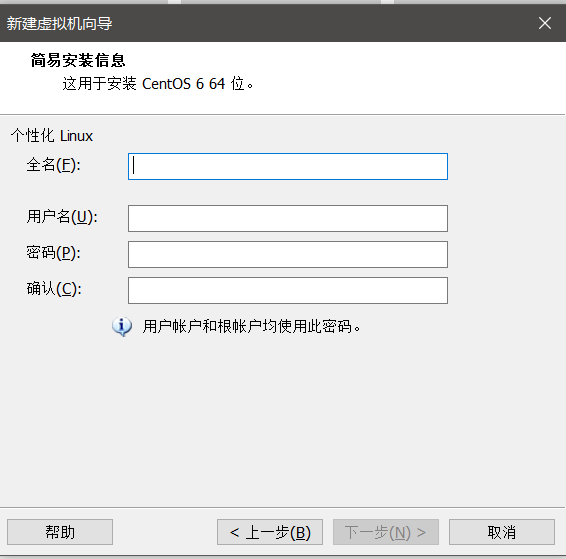 新建虚拟机向导
简易安装信息
这用于安装 CentOS 6 64 位。
个性化 Linux
全名(F):
用户名(U):
密码(P):
确认(C):
用户帐户和根帐户均使用此密码。
帮助
< 上一步(B)
下一步(N) >
取消